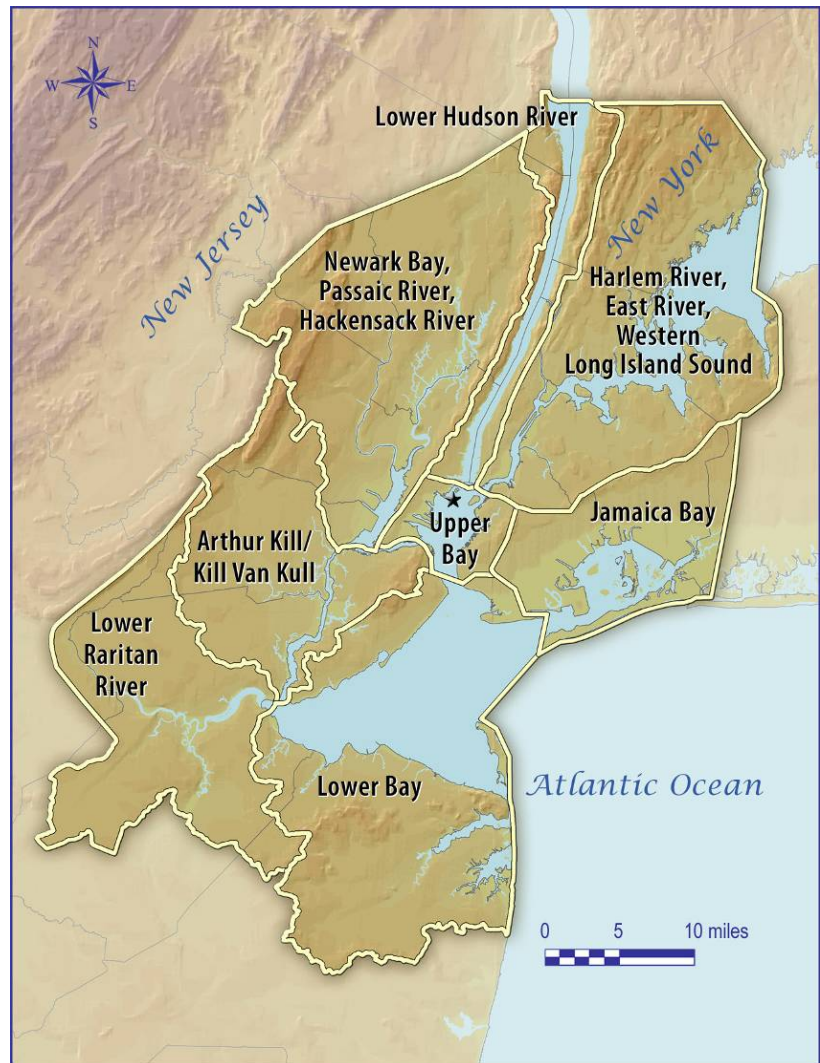 N
W E
S
Lower Hudson River
New Jersey
New York
Newark Bay,
Passaic River,
Hackensack River
Harlem River,
East River,
Western
Long Island Sound
Upper
Bay
Jamaica Bay
Arthur Kill/
Kill Van Kull
Lower
Raritan
River
Lower Bay
Atlantic Ocean
0 5 10 miles